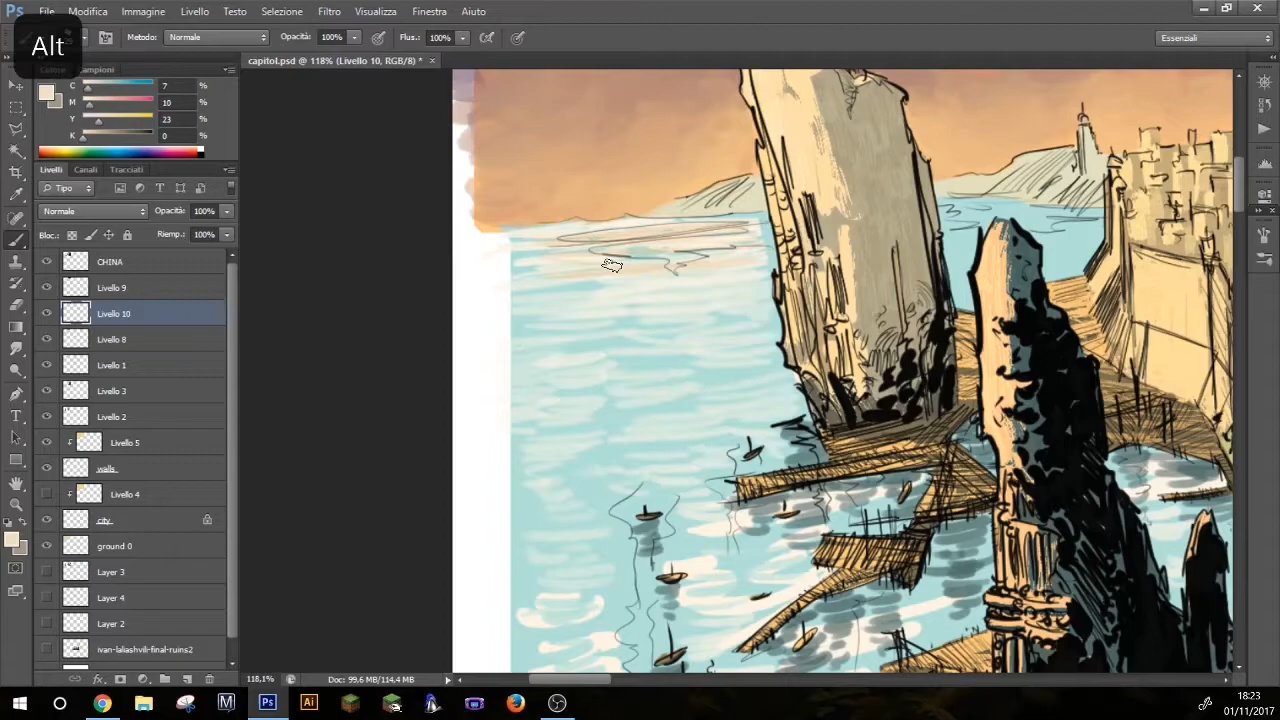 Ps File Modifica Immagine Livello Testo Selezione Filtro Visualizza Finestra Aiuto
Alt
Metodo: Normale Opacità: 100% Flus.: 100% Essenziali
Campioni
capitol.psd @ 118% (Livello 10, RGB/8) *
C 7 %
M 10 %
Y 23 %
K 0 %
Livelli Canali Tracciati
Tipo
Normale Opacità: 100%
Bloc.: Riemp.: 100%
CHINA
Livello 9
Livello 10
Livello 8
Livello 1
Livello 3
Livello 2
Livello 5
walls
Livello 4
city
ground 0
Layer 3
Layer 4
Layer 2
ivan-laliashvili-final-ruins2
118,1% Doc: 99,6 M/114,4 MB
Ps Ai
18:23
01/11/2017